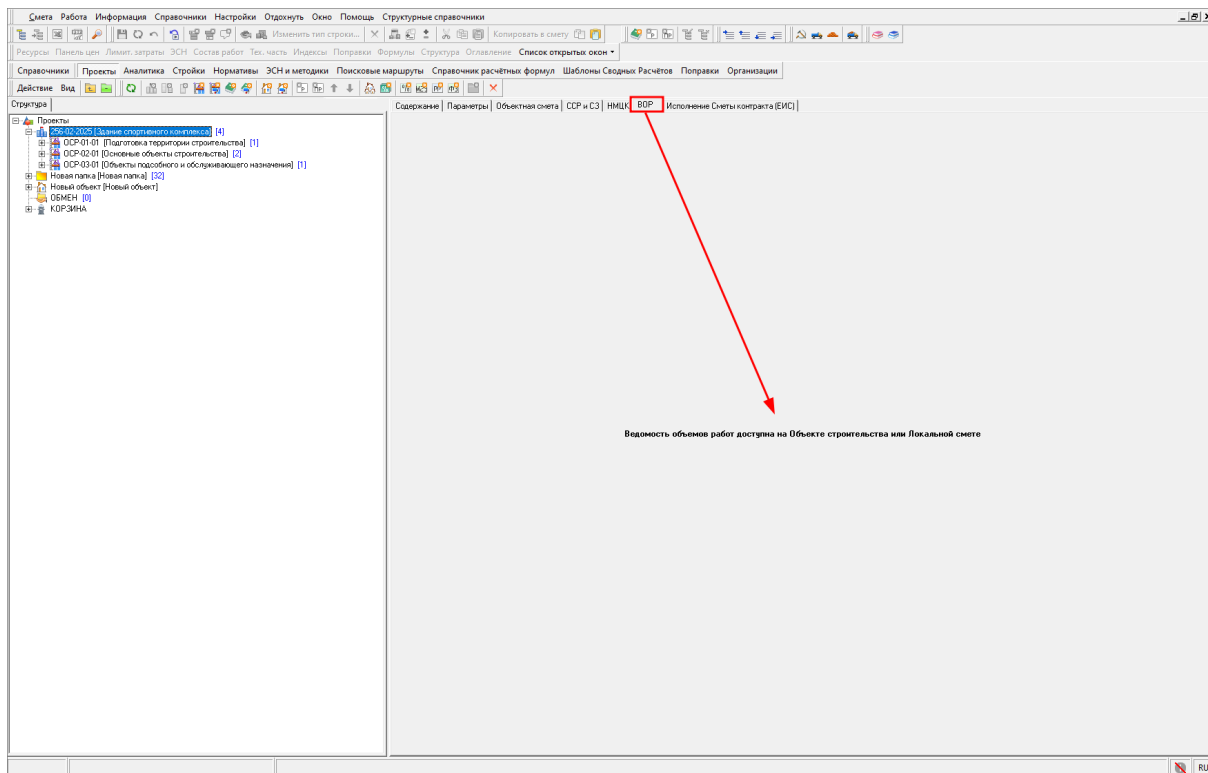 Смета Работа Информация Справочники Настройки Отдохнуть Окно Помощь Структурные справочники
Изменить тип строки... Копировать в смету
Ресурсы Панель цен Лимит. затраты ЭСН Состав работ Тех. часть Индексы Поправки Формулы Структура Оглавление Список открытых окон
Справочники Проекты Аналитика Стройки Нормативы ЭСН и методики Поисковые маршруты Справочник расчётных формул Шаблоны Сводных Расчётов Поправки Организации
Действие Вид
Структура
Содержание Параметры Объектная смета ССР и СЗ НМЦК ВОР Исполнение Сметы контракта (ЕИС)
Проекты
256-02-2025 [Здание спортивного комплекса] [4]
ОСР-01-01 [Подготовка территории строительства] [1]
ОСР-02-01 [Основные объекты строительства] [2]
ОСР-03-01 [Объекты подсобного и обслуживающего назначения] [1]
Новая папка [Новая папка] [32]
Новый объект [Новый объект]
ОБМЕН [0]
КОРЗИНА
Ведомость объемов работ доступна на Объекте строительства или Локальной смете
RU